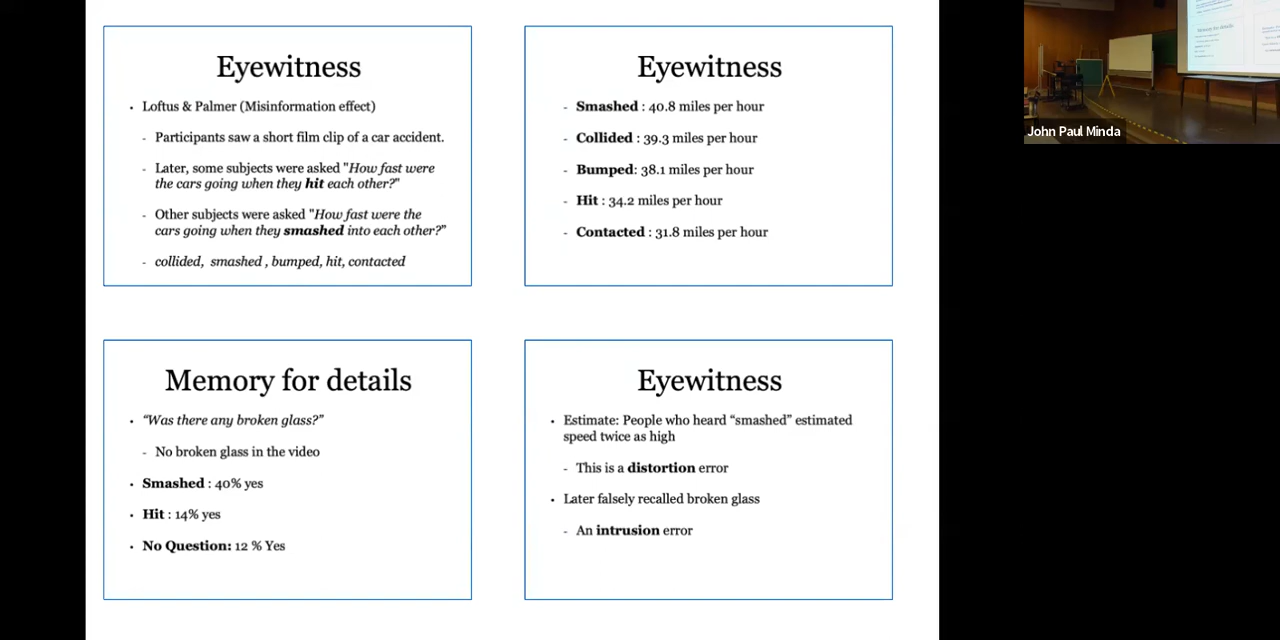 Eyewitness
• Loftus & Palmer (Misinformation effect)
- Participants saw a short film clip of a car accident.
- Later, some subjects were asked "How fast were
the cars going when they hit each other?"
- Other subjects were asked "How fast were the
cars going when they smashed into each other?”
- collided, smashed , bumped, hit, contacted
Eyewitness
- Smashed : 40.8 miles per hour
- Collided : 39.3 miles per hour
- Bumped: 38.1 miles per hour
- Hit : 34.2 miles per hour
- Contacted : 31.8 miles per hour
Memory for details
• “Was there any broken glass?”
- No broken glass in the video
• Smashed : 40% yes
• Hit : 14% yes
• No Question: 12 % Yes
Eyewitness
• Estimate: People who heard “smashed” estimated
speed twice as high
- This is a distortion error
• Later falsely recalled broken glass
- An intrusion error
John Paul Minda